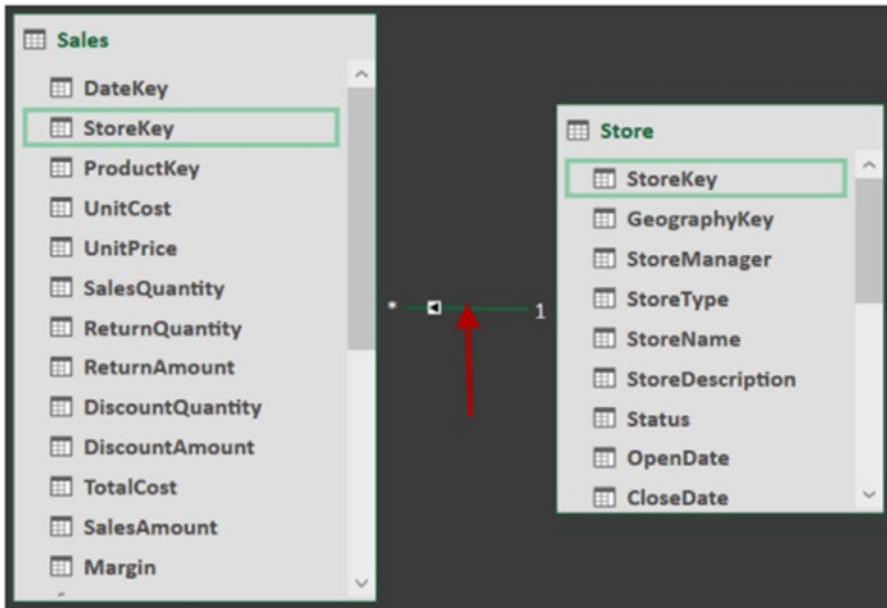 Sales
DateKey
StoreKey
ProductKey
UnitCost
UnitPrice
SalesQuantity
ReturnQuantity
ReturnAmount
DiscountQuantity
DiscountAmount
TotalCost
SalesAmount
Margin
* 1
Store
StoreKey
GeographyKey
StoreManager
StoreType
StoreName
StoreDescription
Status
OpenDate
CloseDate